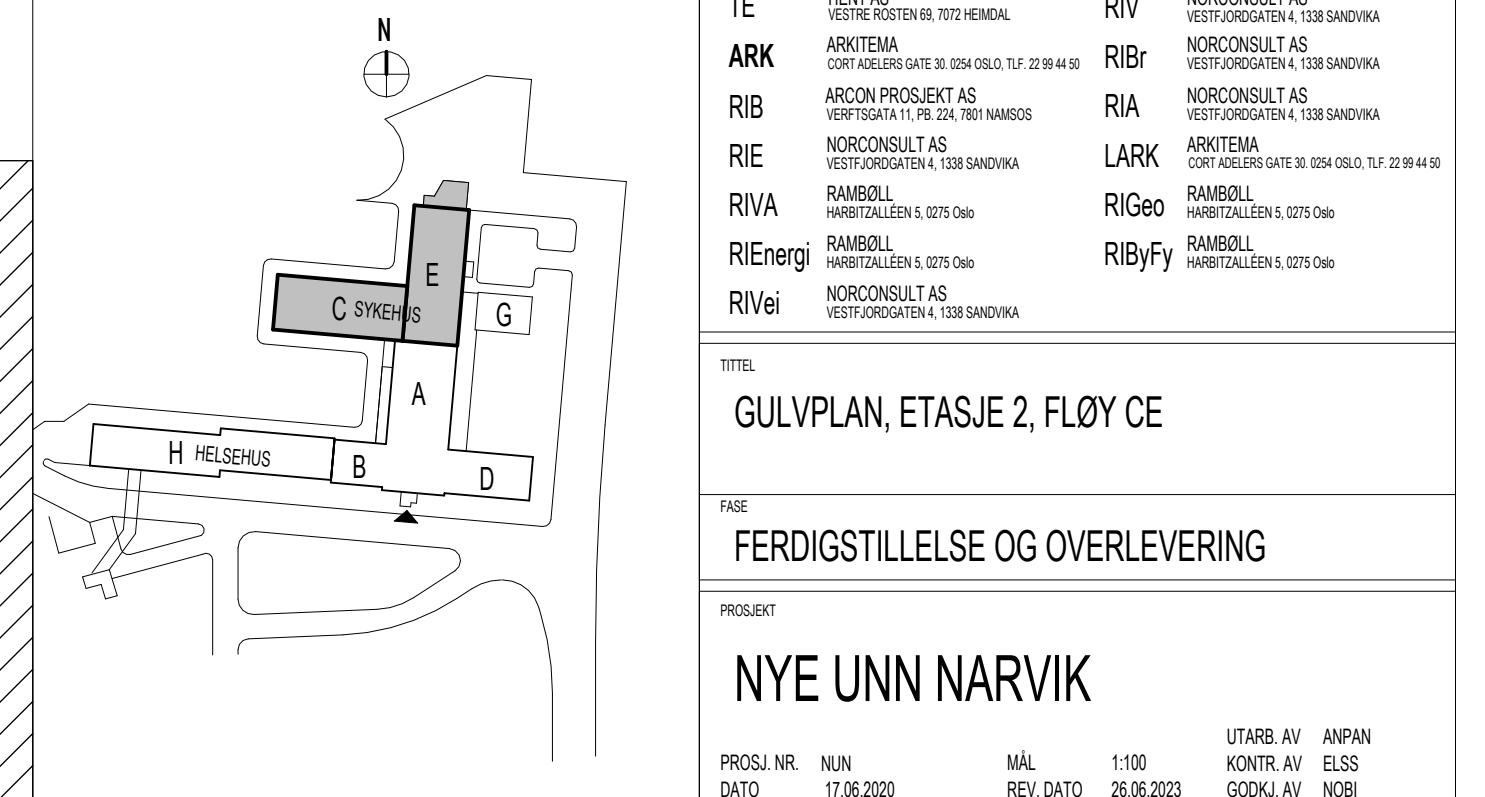 N
E
C SYKEHUS
G
A
H HELSEHUS
B
D
TE
VESTRE ROSTEN 69, 7072 HEIMDAL
RIV
VESTFJORDGATEN 4, 1338 SANDVIKA
ARK
ARKITEMA
CORT ADELERS GATE 30. 0254 OSLO, TLF. 22 99 44 50
RIBr
NORCONSULT AS
VESTFJORDGATEN 4, 1338 SANDVIKA
RIB
ARCON PROSJEKT AS
VERFTSGATA 11, PB. 224, 7801 NAMSOS
RIA
NORCONSULT AS
VESTFJORDGATEN 4, 1338 SANDVIKA
RIE
NORCONSULT AS
VESTFJORDGATEN 4, 1338 SANDVIKA
LARK
ARKITEMA
CORT ADELERS GATE 30. 0254 OSLO, TLF. 22 99 44 50
RIVA
RAMBØLL
HARBITZALLÉEN 5, 0275 Oslo
RIGeo
RAMBØLL
HARBITZALLÉEN 5, 0275 Oslo
RIEnergi
RAMBØLL
HARBITZALLÉEN 5, 0275 Oslo
RIByFy
RAMBØLL
HARBITZALLÉEN 5, 0275 Oslo
RIVei
NORCONSULT AS
VESTFJORDGATEN 4, 1338 SANDVIKA
TITTEL
GULVPLAN, ETASJE 2, FLØY CE
FASE
FERDIGSTILLELSE OG OVERLEVERING
PROSJEKT
NYE UNN NARVIK
UTARB. AV ANPAN
PROSJ. NR. NUN MÅL 1:100 KONTR. AV ELSS
DATO 17.06.2020 REV. DATO 26.06.2023 GODKJ. AV NOBI